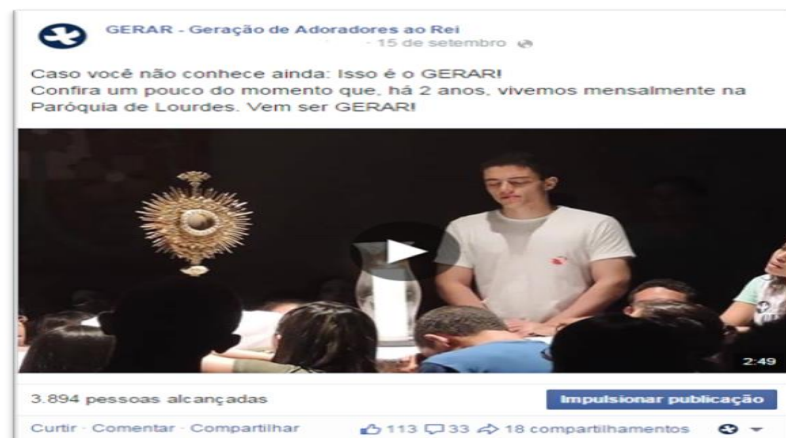 GERAR - Geração de Adoradores ao Rei
15 de setembro
Caso você não conhece ainda: Isso é o GERAR!
Confira um pouco do momento que, há 2 anos, vivemos mensalmente na
Paróquia de Lourdes. Vem ser GERAR!
2:49
3.894 pessoas alcançadas
Impulsionar publicação
Curtir · Comentar · Compartilhar
113 33 18 compartilhamentos